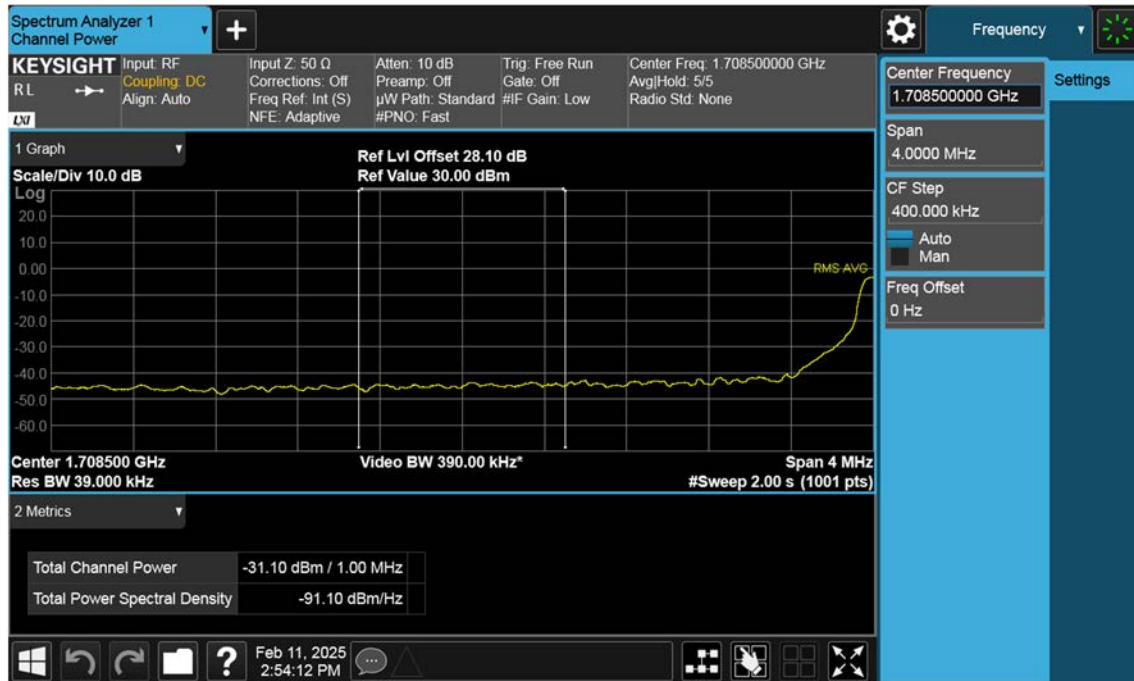 Spectrum Analyzer 1
Channel Power
Frequency
KEYSIGHT
RL
LXI
Input: RF
Coupling: DC
Align: Auto
Input Z: 50 Ω
Corrections: Off
Freq Ref: Int (S)
NFE: Adaptive
Atten: 10 dB
Preamp: Off
µW Path: Standard
#PNO: Fast
Trig: Free Run
Gate: Off
#IF Gain: Low
Center Freq: 1.708500000 GHz
Avg|Hold: 5/5
Radio Std: None
Center Frequency
1.708500000 GHz
Settings
Span
4.0000 MHz
CF Step
400.000 kHz
Auto
Man
Freq Offset
0 Hz
1 Graph
Ref Lvl Offset 28.10 dB
Scale/Div 10.0 dB
Ref Value 30.00 dBm
Log
20.0
10.0
0.00
RMS AVG
-10.0
-20.0
-30.0
-40.0
-50.0
-60.0
Center 1.708500 GHz
Video BW 390.00 kHz*
Span 4 MHz
Res BW 39.000 kHz
#Sweep 2.00 s (1001 pts)
2 Metrics
Total Channel Power -31.10 dBm / 1.00 MHz
Total Power Spectral Density -91.10 dBm/Hz
?
Feb 11, 2025
2:54:12 PM